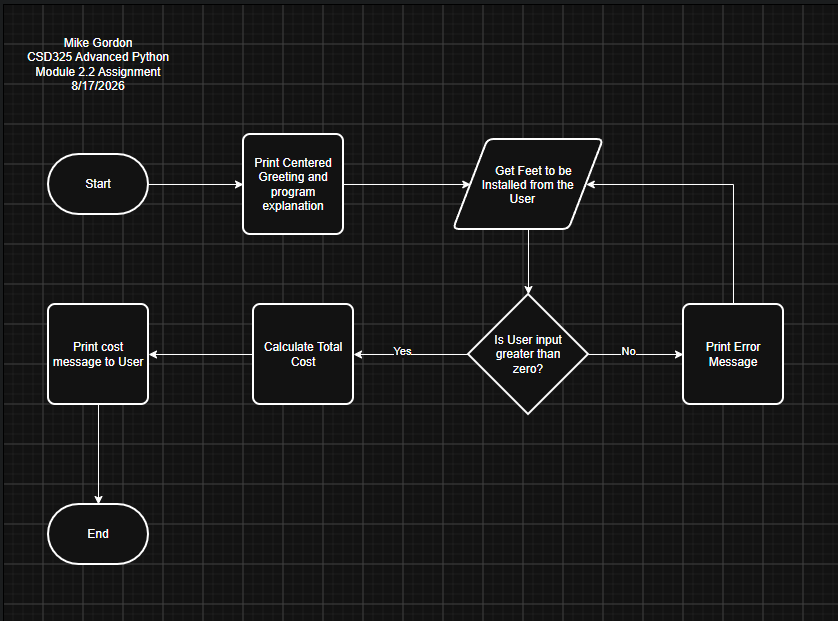 Mike Gordon
CSD325 Advanced Python
Module 2.2 Assignment
8/17/2026
Start
Print Centered
Greeting and
program
explanation
Get Feet to be
Installed from the
User
Print cost
message to User
Calculate Total
Cost
Yes
Is User input
greater than
zero?
No
Print Error
Message
End